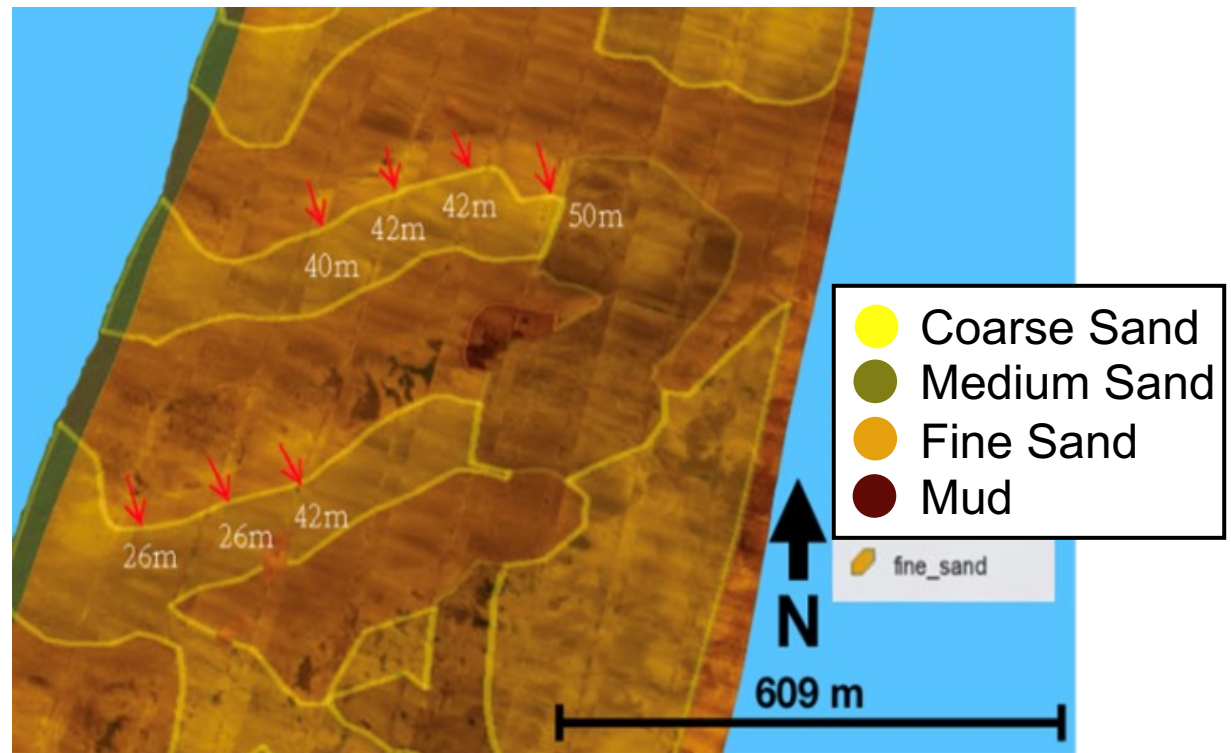 42m
50m
42m
40m
Coarse Sand
Medium Sand
Fine Sand
Mud
42m
26m
26m
fine_sand
N
609 m